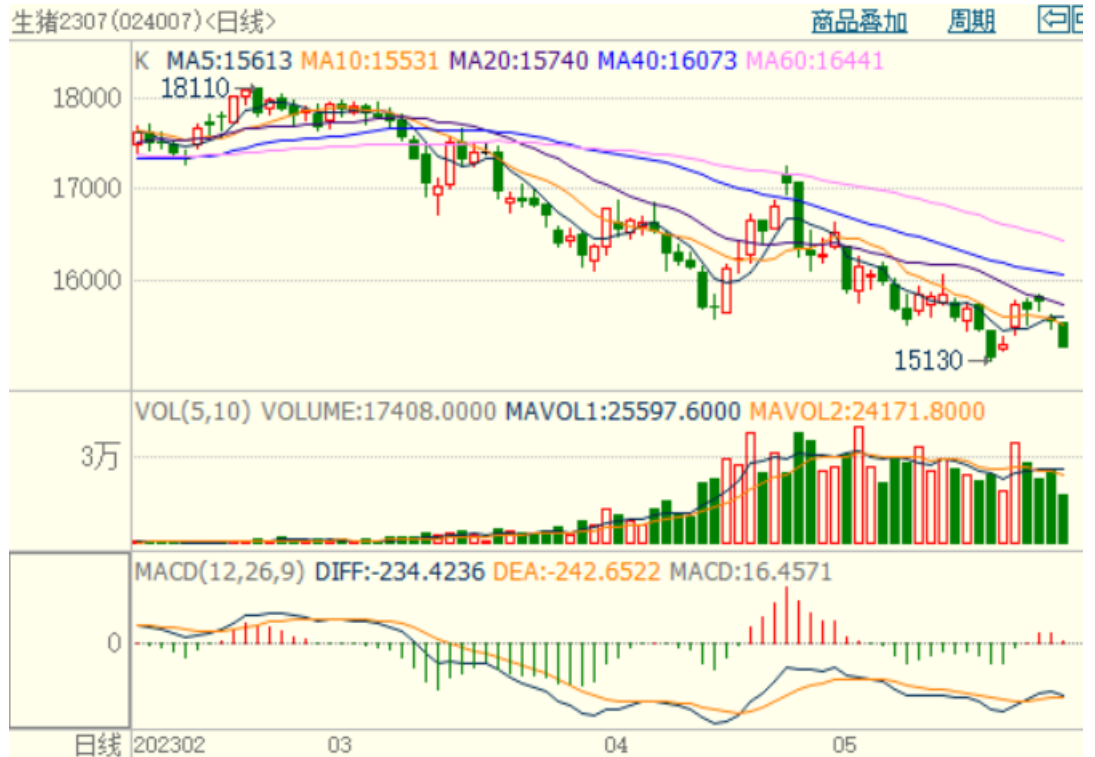 生猪2307(024007)<日线> 商品叠加 周期
K MA5:15613 MA10:15531 MA20:15740 MA40:16073 MA60:16441
18110
18000
17000
16000
15130
VOL(5,10) VOLUME:17408.0000 MAVOL1:25597.6000 MAVOL2:24171.8000
3万
MACD(12,26,9) DIFF:-234.4236 DEA:-242.6522 MACD:16.4571
0
日线 202302 03 04 05